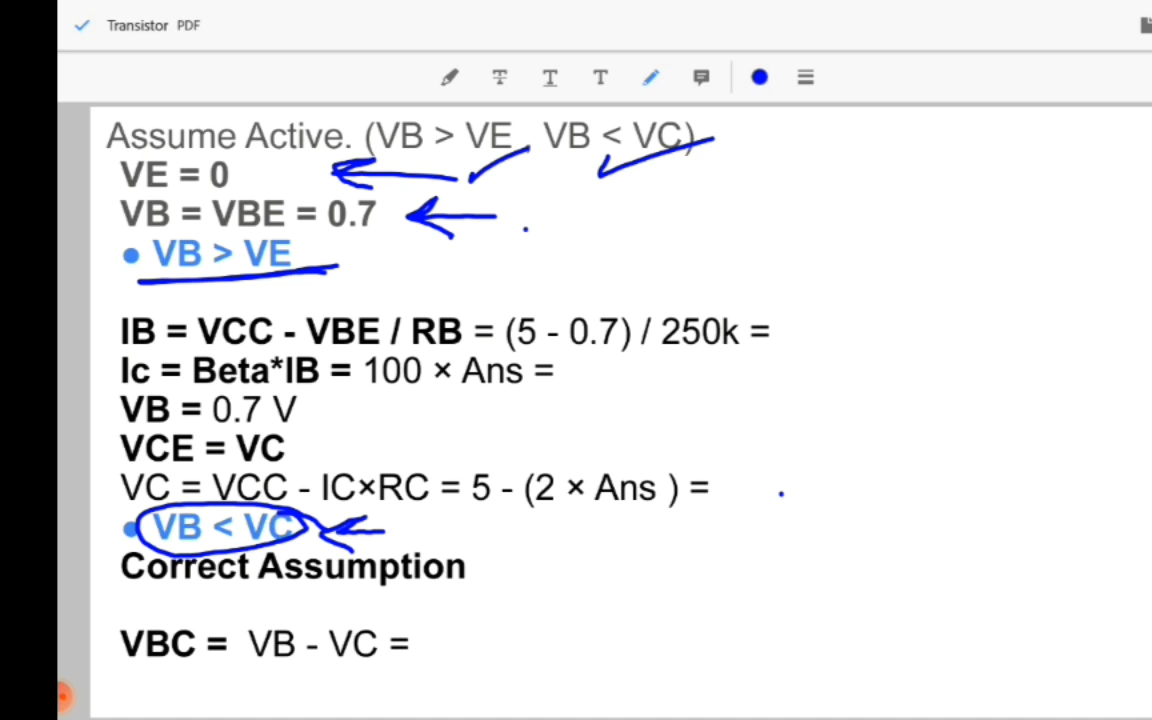 Transistor PDF
Assume Active. (VB > VE, VB < VC)
VE = 0
VB = VBE = 0.7
• VB > VE
IB = VCC - VBE / RB = (5 - 0.7) / 250k =
Ic = Beta*IB = 100 × Ans =
VB = 0.7 V
VCE = VC
VC = VCC - IC×RC = 5 - (2 × Ans ) =
• VB < VC
Correct Assumption
VBC = VB - VC =